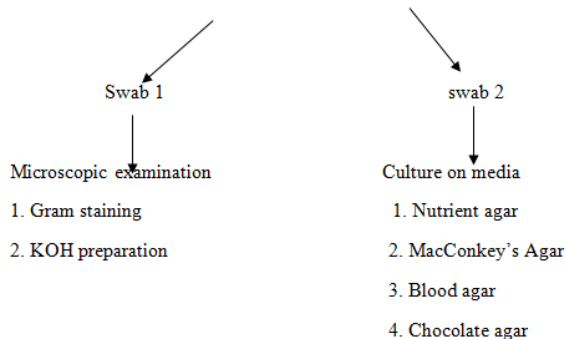 Swab 1
swab 2
Microscopic examination
1. Gram staining
2. KOH preparation
Culture on media
1. Nutrient agar
2. MacConkey's Agar
3. Blood agar
4. Chocolate agar